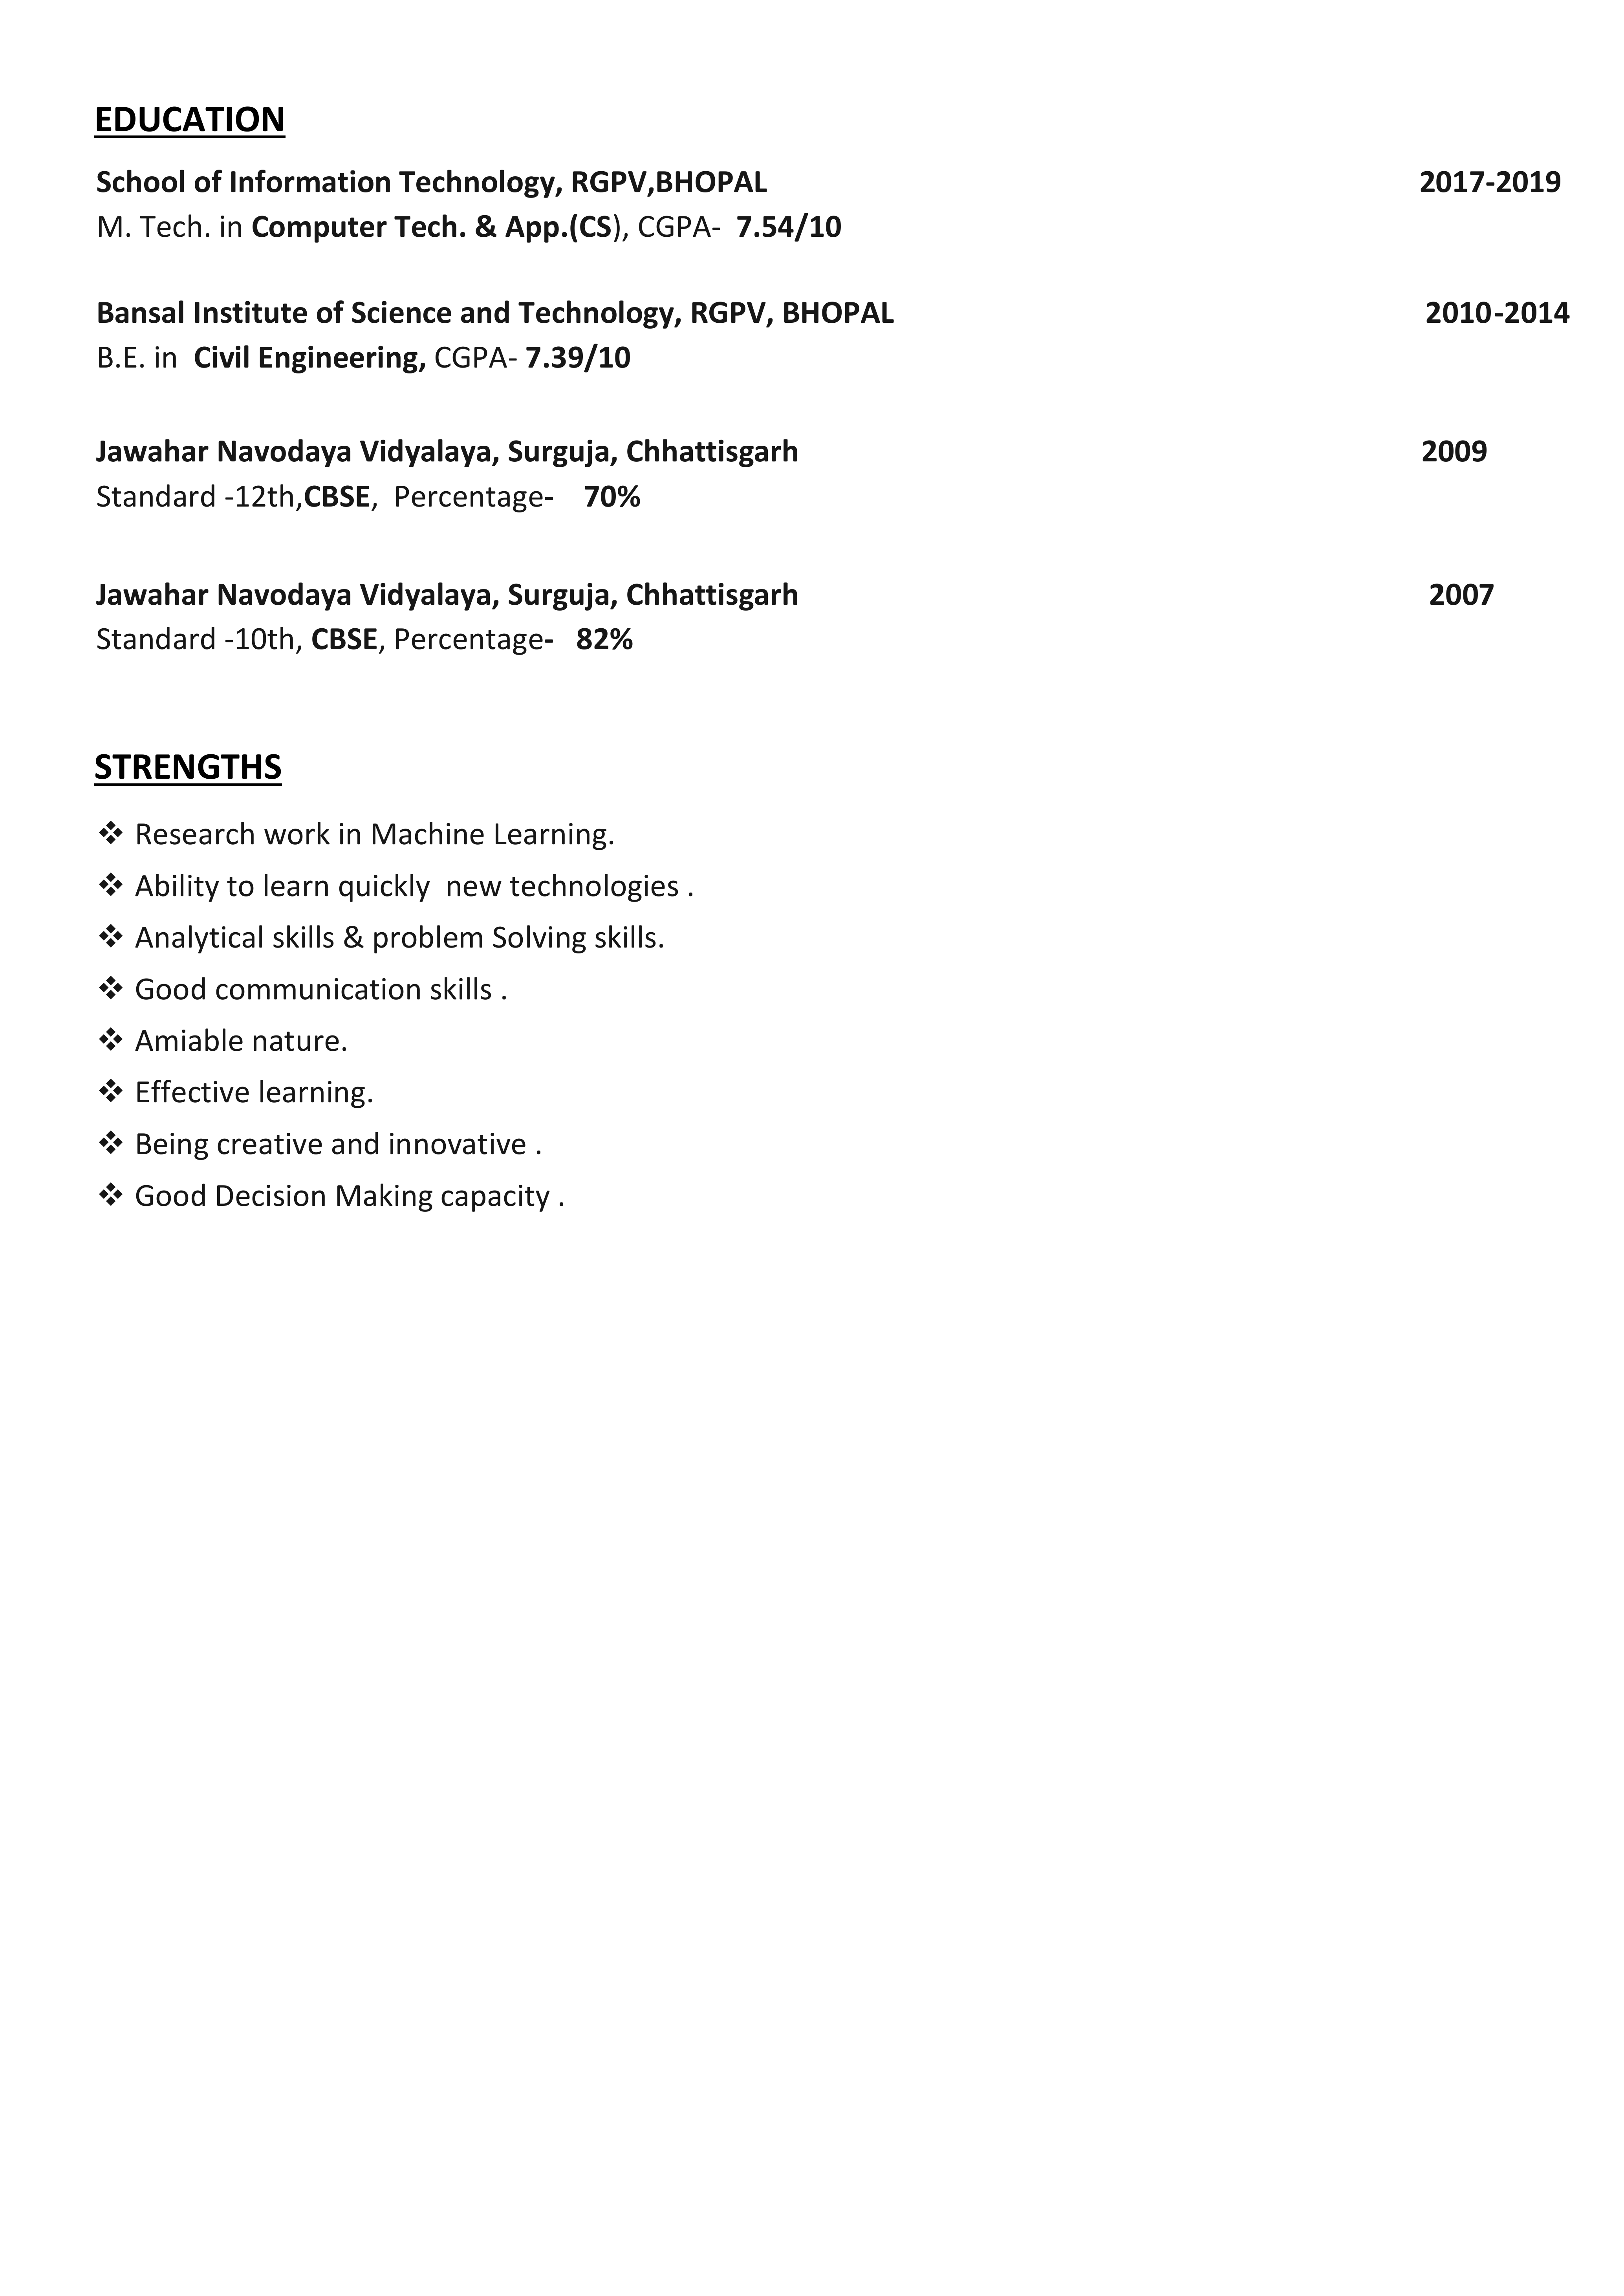 EDUCATION
School of Information Technology, RGPV,BHOPAL 2017-2019
M. Tech. in Computer Tech. & App.(CS), CGPA- 7.54/10
Bansal Institute of Science and Technology, RGPV, BHOPAL 2010-2014
B.E. in Civil Engineering, CGPA- 7.39/10
Jawahar Navodaya Vidyalaya, Surguja, Chhattisgarh 2009
Standard -12th,CBSE, Percentage- 70%
Jawahar Navodaya Vidyalaya, Surguja, Chhattisgarh 2007
Standard -10th, CBSE, Percentage- 82%
STRENGTHS
❖ Research work in Machine Learning.
❖ Ability to learn quickly new technologies .
❖ Analytical skills & problem Solving skills.
❖ Good communication skills .
❖ Amiable nature.
❖ Effective learning.
❖ Being creative and innovative .
❖ Good Decision Making capacity .